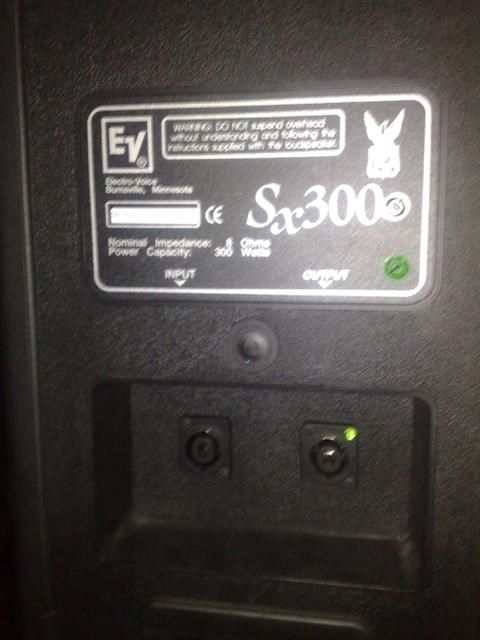 EV®
WARNING: DO NOT suspend overhead
without understanding and following the
instructions supplied with the loudspeaker.
Electro-Voice
Burnsville, Minnesota
CE
Sx300
Nominal Impedance: 8 Ohms
Power Capacity: 300 Watts
INPUT
OUTPUT